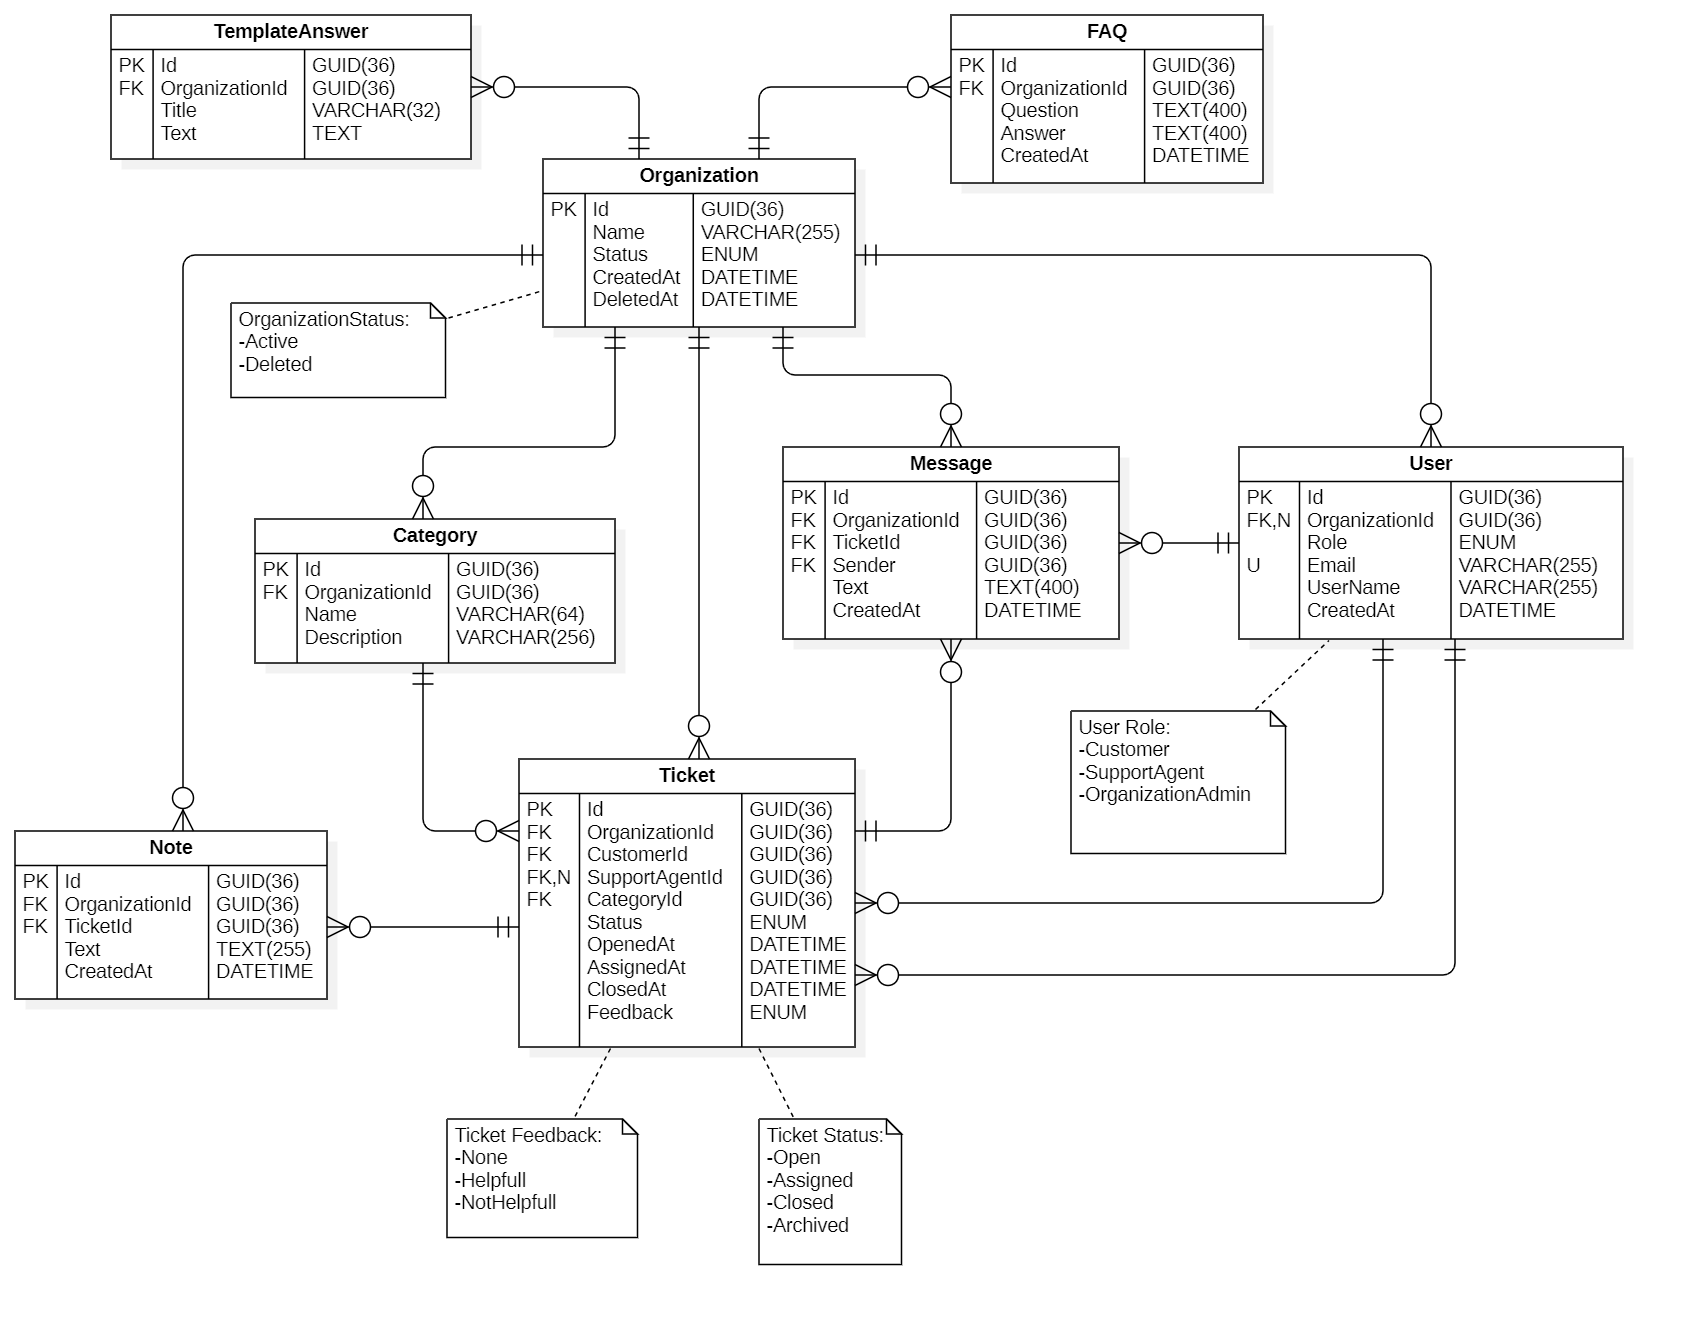 TemplateAnswer
PK Id GUID(36)
FK OrganizationId GUID(36)
Title VARCHAR(32)
Text TEXT
FAQ
PK Id GUID(36)
FK OrganizationId GUID(36)
Question TEXT(400)
Answer TEXT(400)
CreatedAt DATETIME
Organization
PK Id GUID(36)
Name VARCHAR(255)
Status ENUM
CreatedAt DATETIME
DeletedAt DATETIME
OrganizationStatus:
-Active
-Deleted
Message
PK Id GUID(36)
FK OrganizationId GUID(36)
FK TicketId GUID(36)
FK Sender GUID(36)
Text TEXT(400)
CreatedAt DATETIME
User
PK Id GUID(36)
FK,N OrganizationId GUID(36)
Role ENUM
U Email VARCHAR(255)
UserName VARCHAR(255)
CreatedAt DATETIME
Category
PK Id GUID(36)
FK OrganizationId GUID(36)
Name VARCHAR(64)
Description VARCHAR(256)
User Role:
-Customer
-SupportAgent
-OrganizationAdmin
Ticket
PK Id GUID(36)
FK OrganizationId GUID(36)
FK CustomerId GUID(36)
FK,N SupportAgentId GUID(36)
FK CategoryId GUID(36)
Status ENUM
OpenedAt DATETIME
AssignedAt DATETIME
ClosedAt DATETIME
Feedback ENUM
Note
PK Id GUID(36)
FK OrganizationId GUID(36)
FK TicketId GUID(36)
Text TEXT(255)
CreatedAt DATETIME
Ticket Feedback:
-None
-Helpfull
-NotHelpfull
Ticket Status:
-Open
-Assigned
-Closed
-Archived